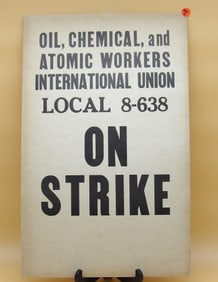 OIL, CHEMICAL, and
ATOMIC WORKERS
INTERNATIONAL UNION
LOCAL 8-638
ON
STRIKE